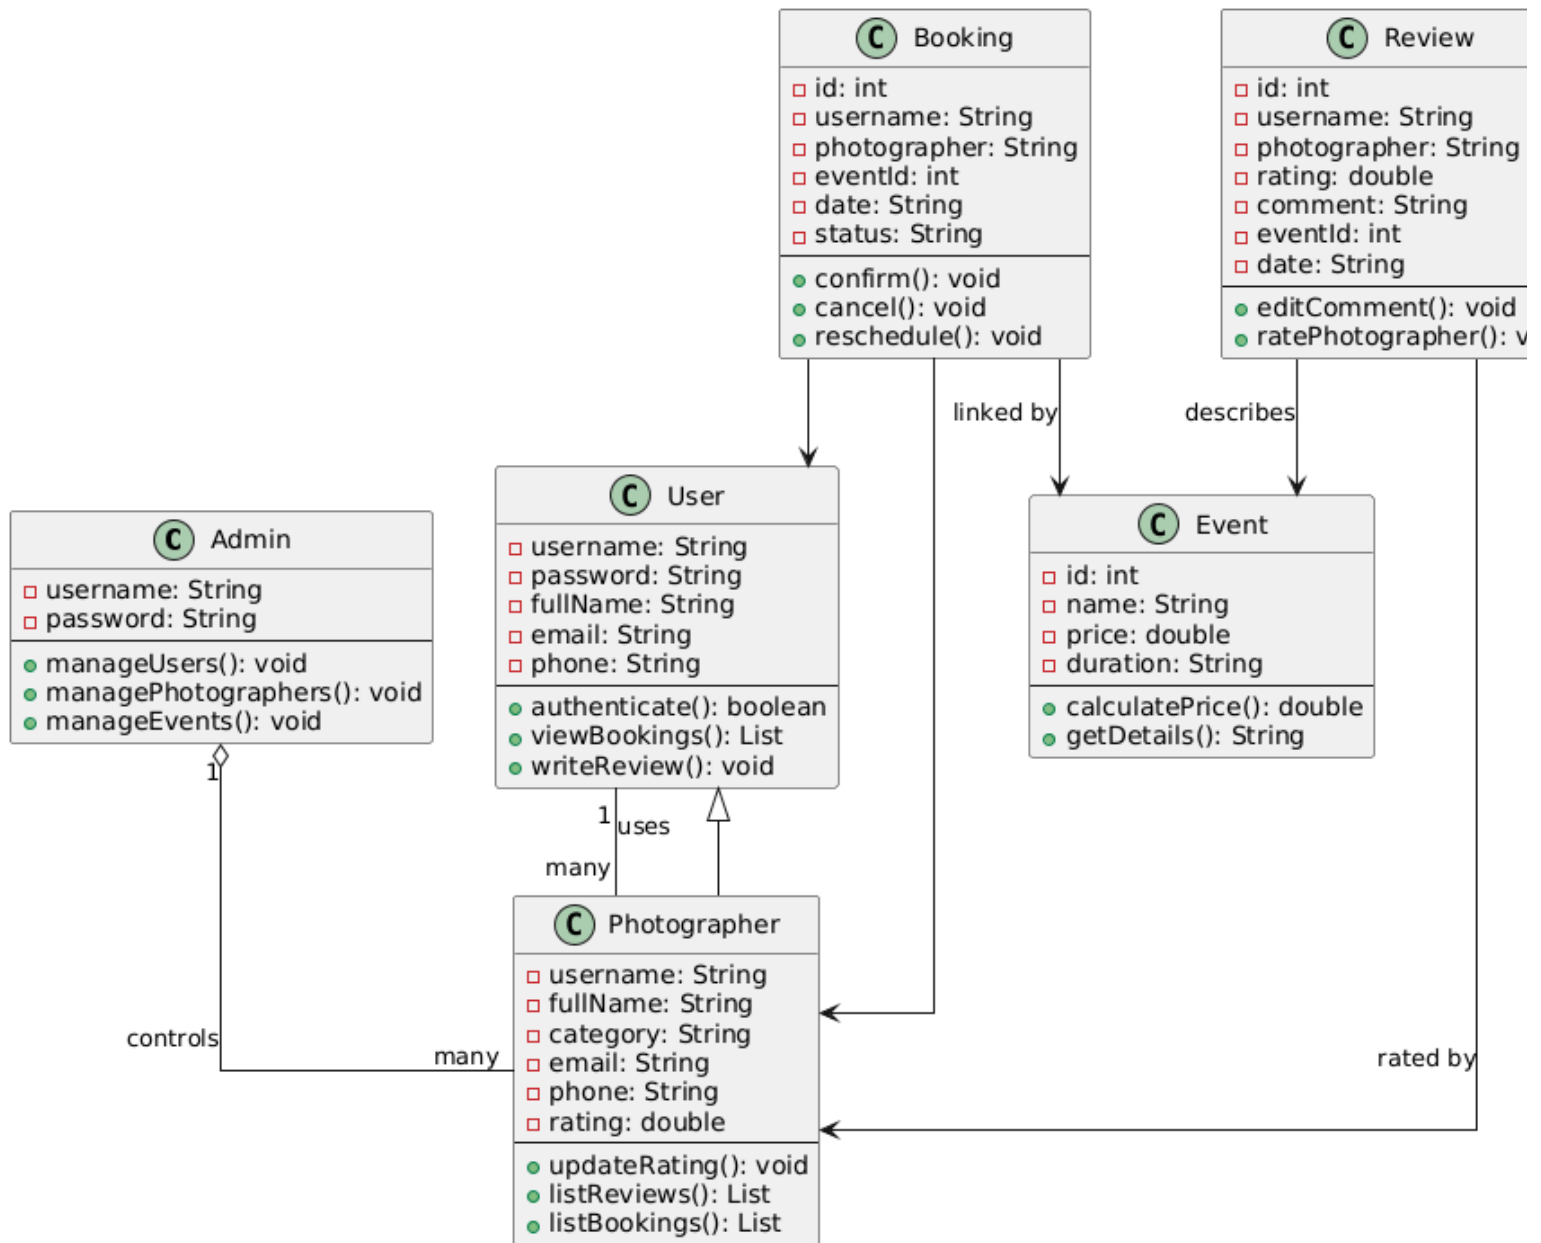 C Booking
id: int
username: String
photographer: String
eventId: int
date: String
status: String
confirm(): void
cancel(): void
reschedule(): void
C Review
id: int
username: String
photographer: String
rating: double
comment: String
eventId: int
date: String
editComment(): void
ratePhotographer(): v
linked by
describes
C Admin
username: String
password: String
manageUsers(): void
managePhotographers(): void
manageEvents(): void
C User
username: String
password: String
fullName: String
email: String
phone: String
authenticate(): boolean
viewBookings(): List
writeReview(): void
C Event
id: int
name: String
price: double
duration: String
calculatePrice(): double
getDetails(): String
1
1
uses
many
controls
many
rated by
C Photographer
username: String
fullName: String
category: String
email: String
phone: String
rating: double
updateRating(): void
listReviews(): List
listBookings(): List